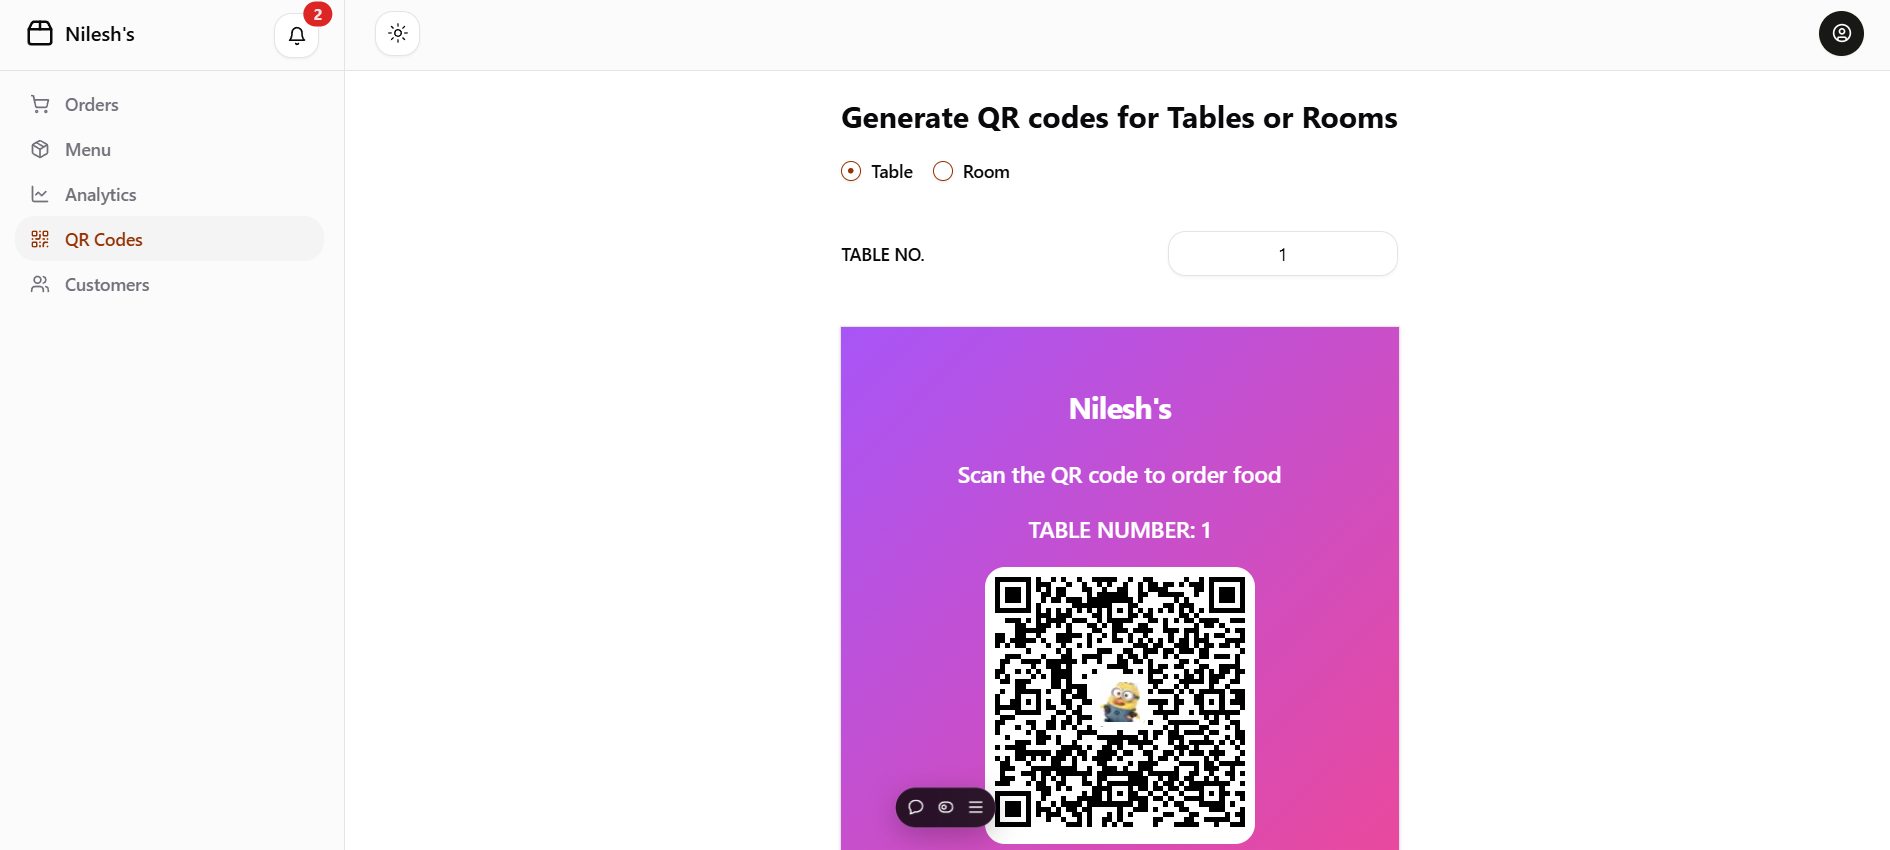 Nilesh's
2
Orders
Menu
Analytics
QR Codes
Customers
Generate QR codes for Tables or Rooms
Table Room
TABLE NO. 1
Nilesh's
Scan the QR code to order food
TABLE NUMBER: 1